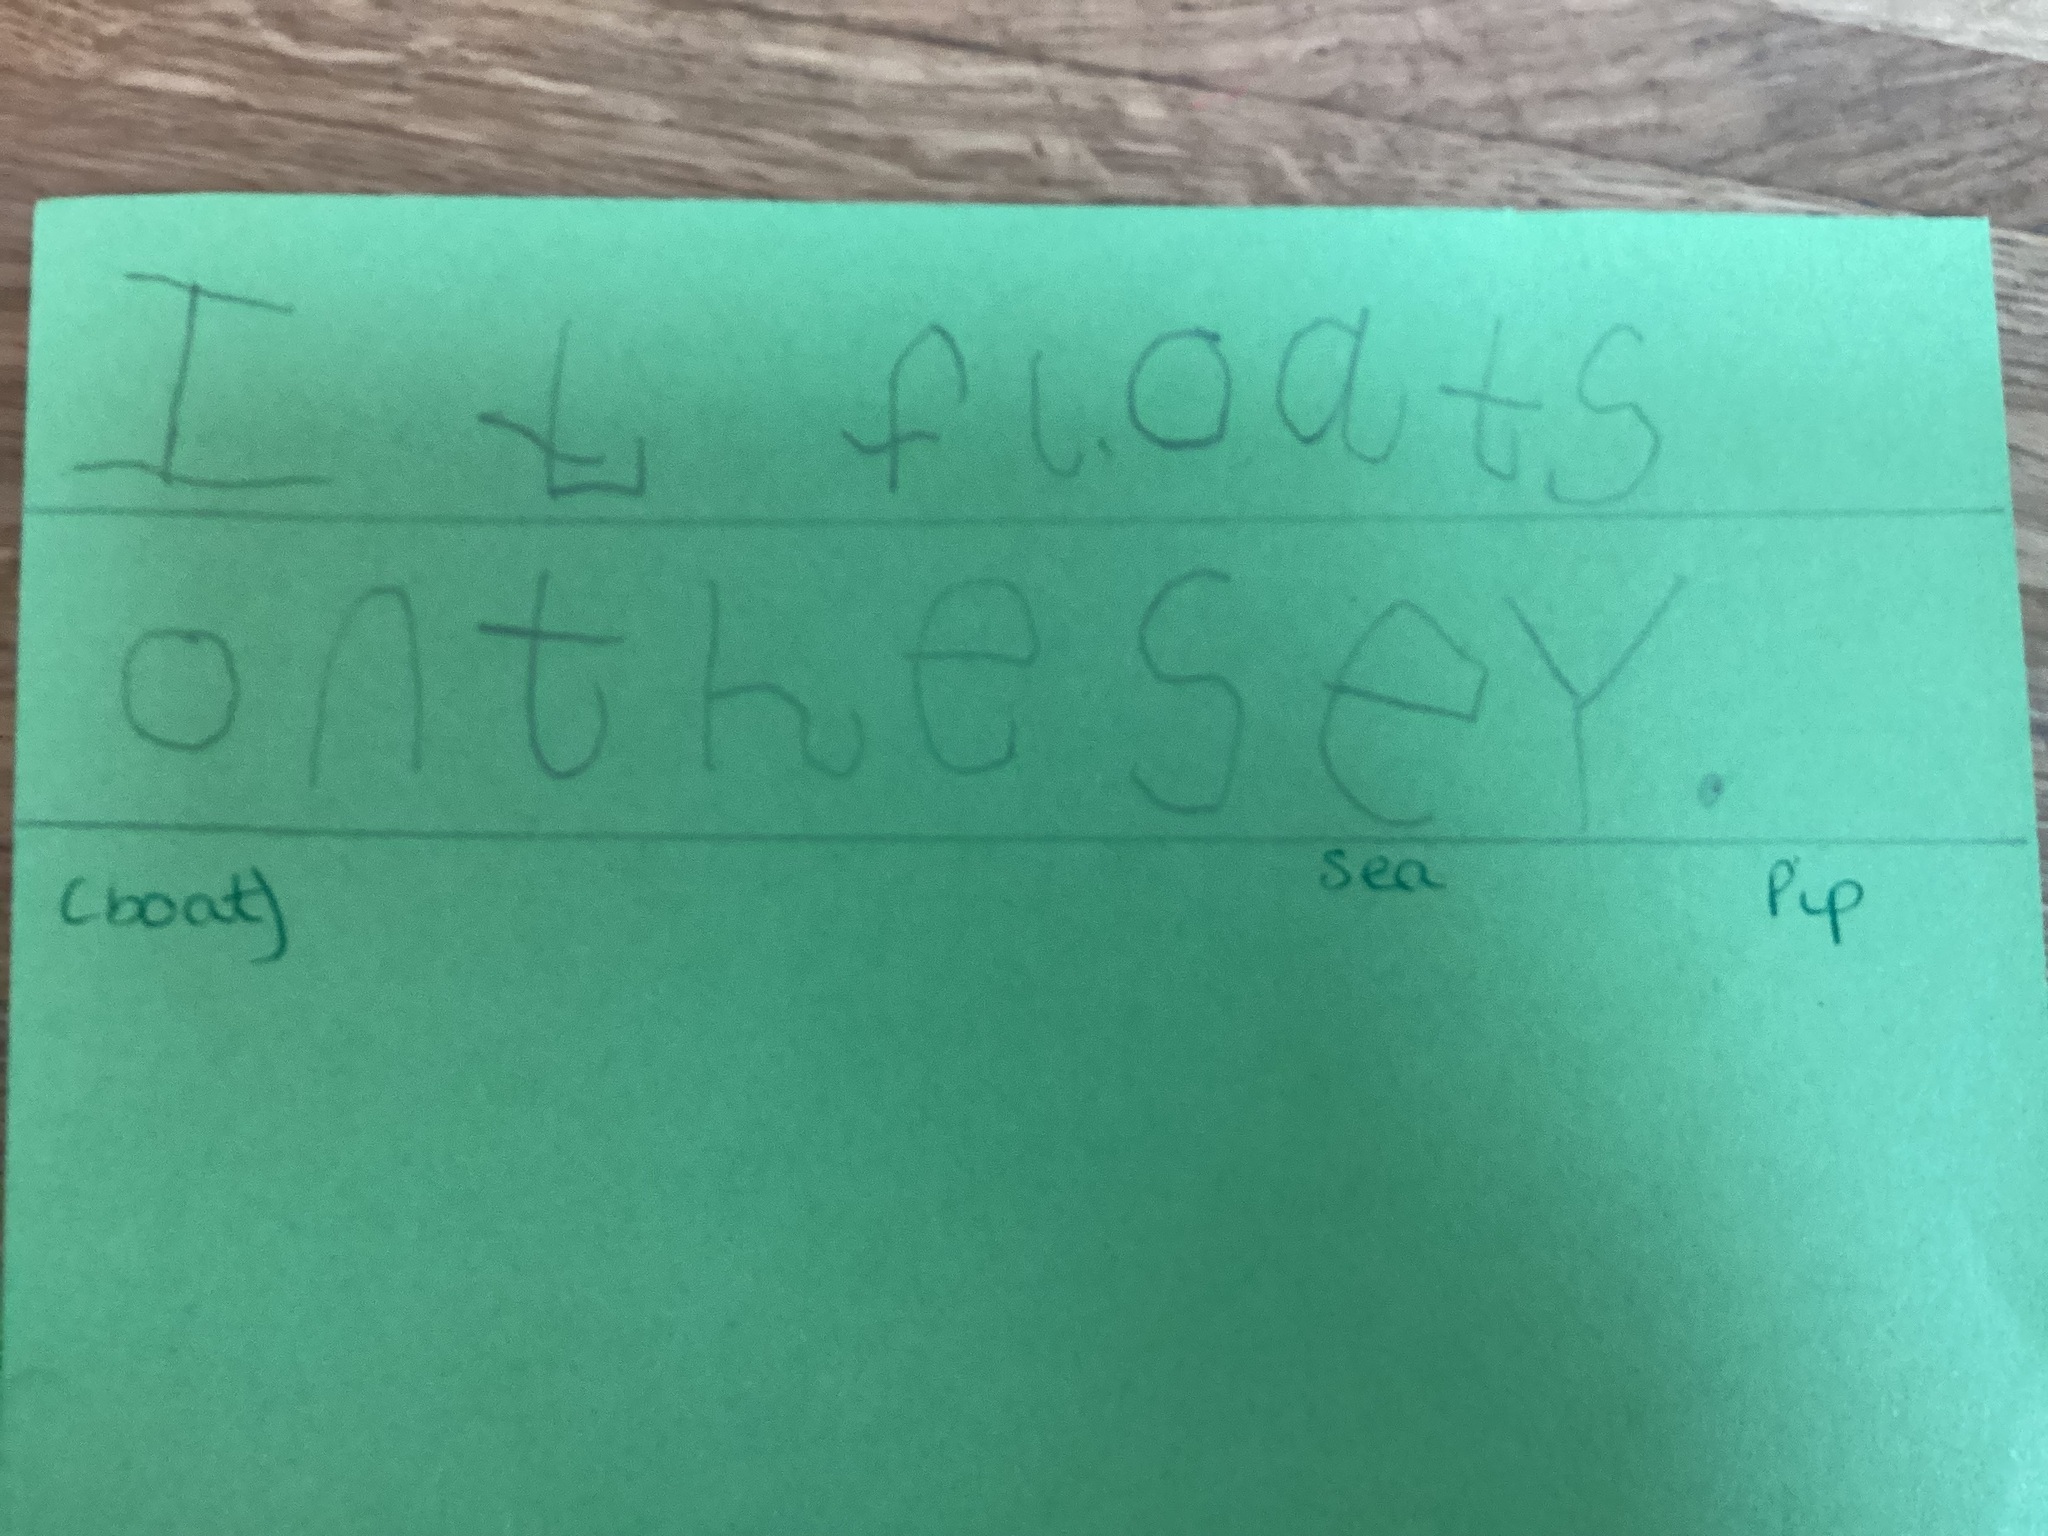 It floats
on the sey.
(boat) sea Pip